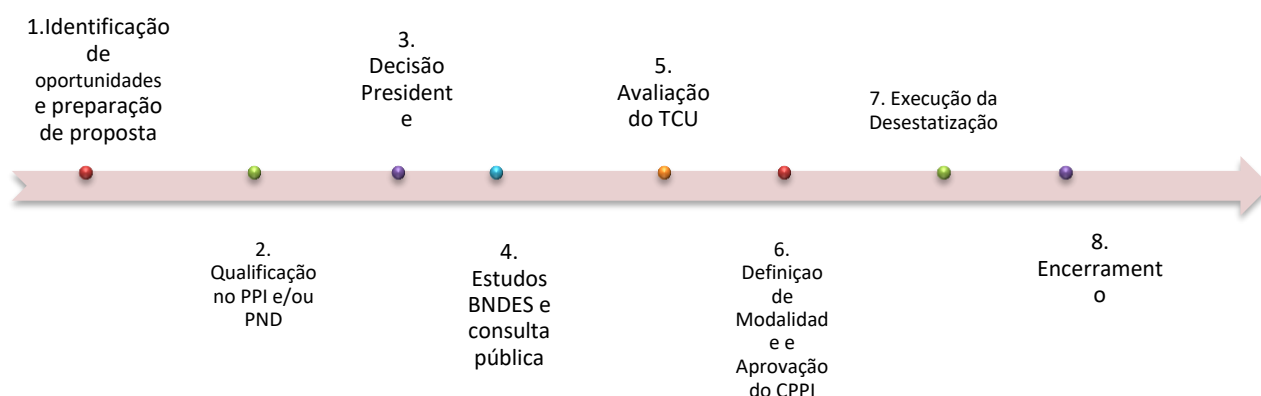 1.Identificação
de
oportunidades
e preparação
de proposta
2.
Qualificação
no PPI e/ou
PND
3.
Decisão
President
e
4.
Estudos
BNDES e
consulta
pública
5.
Avaliação
do TCU
6.
Definiçao
de
Modalidad
e e
Aprovação
do CPPI
7. Execução da
Desestatização
8.
Encerrament
o